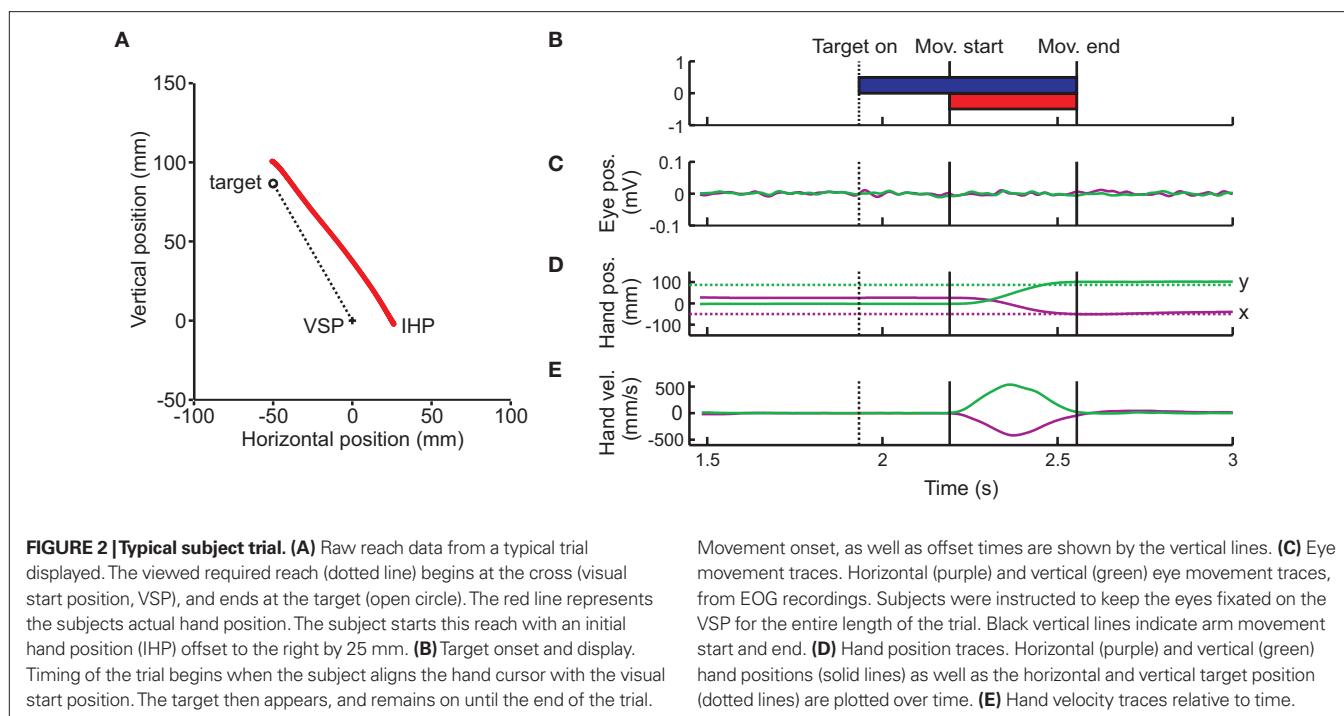 A
150
100
50
0
-50
-100
-50
0
50
100
Vertical position (mm)
Horizontal position (mm)
target
VSP
IHP
B
Target on
Mov. start
Mov. end
1
0
-1
C
Eye pos.
(mV)
0.1
0
-0.1
D
Hand pos.
(mm)
100
0
-100
y
x
E
Hand vel.
(mm/s)
500
0
-500
1.5
2
2.5
3
Time (s)
FIGURE 2 | Typical subject trial. (A) Raw reach data from a typical trial
displayed. The viewed required reach (dotted line) begins at the cross (visual
start position, VSP), and ends at the target (open circle). The red line represents
the subjects actual hand position. The subject starts this reach with an initial
hand position (IHP) offset to the right by 25 mm. (B) Target onset and display.
Timing of the trial begins when the subject aligns the hand cursor with the visual
start position. The target then appears, and remains on until the end of the trial.
Movement onset, as well as offset times are shown by the vertical lines. (C) Eye
movement traces. Horizontal (purple) and vertical (green) eye movement traces,
from EOG recordings. Subjects were instructed to keep the eyes fixated on the
VSP for the entire length of the trial. Black vertical lines indicate arm movement
start and end. (D) Hand position traces. Horizontal (purple) and vertical (green)
hand positions (solid lines) as well as the horizontal and vertical target position
(dotted lines) are plotted over time. (E) Hand velocity traces relative to time.